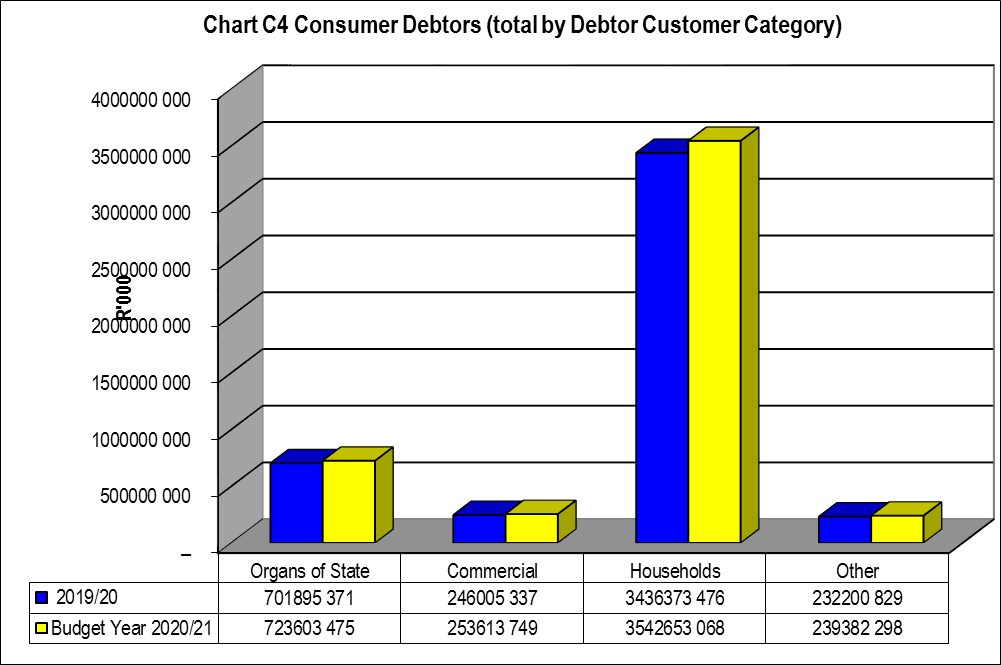 Chart C4 Consumer Debtors (total by Debtor Customer Category)
R'000
4000000 000
3500000 000
3000000 000
2500000 000
2000000 000
1500000 000
1000000 000
500000 000
–
Organs of State Commercial Households Other
2019/20 701895 371 246005 337 3436373 476 232200 829
Budget Year 2020/21 723603 475 253613 749 3542653 068 239382 298